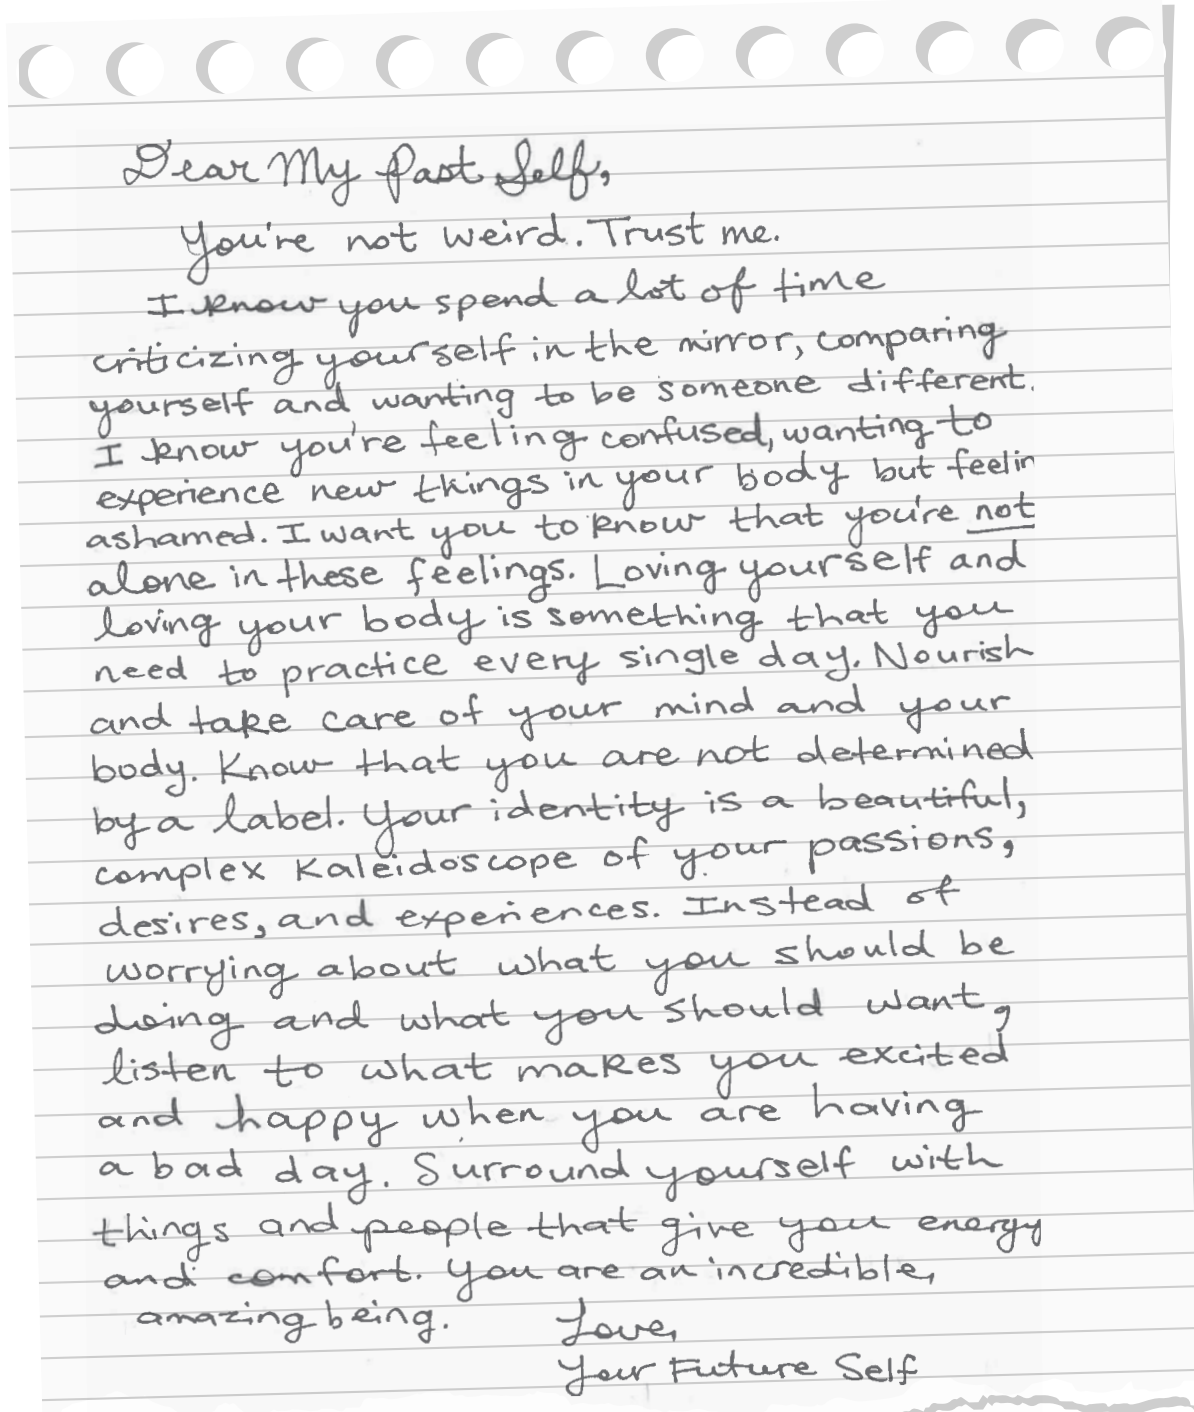 Dear My Past Self,
You're not weird. Trust me.
I know you spend a lot of time
criticizing yourself in the mirror, comparing
yourself and wanting to be someone different.
I know you're feeling confused, wanting to
experience new things in your body but feelin
ashamed. I want you to know that you're not
alone in these feelings. Loving yourself and
loving your body is something that you
need to practice every single day. Nourish
and take care of your mind and your
body. Know that you are not determined
by a label. Your identity is a beautiful,
complex Kaleidoscope of your passions,
desires, and experiences. Instead of
worrying about what you should be
doing and what you should want,
listen to what makes you excited
and happy when you are having
a bad day. Surround yourself with
things and people that give you energy
and comfort. You are an incredible,
amazing being.
Love,
Your Future Self